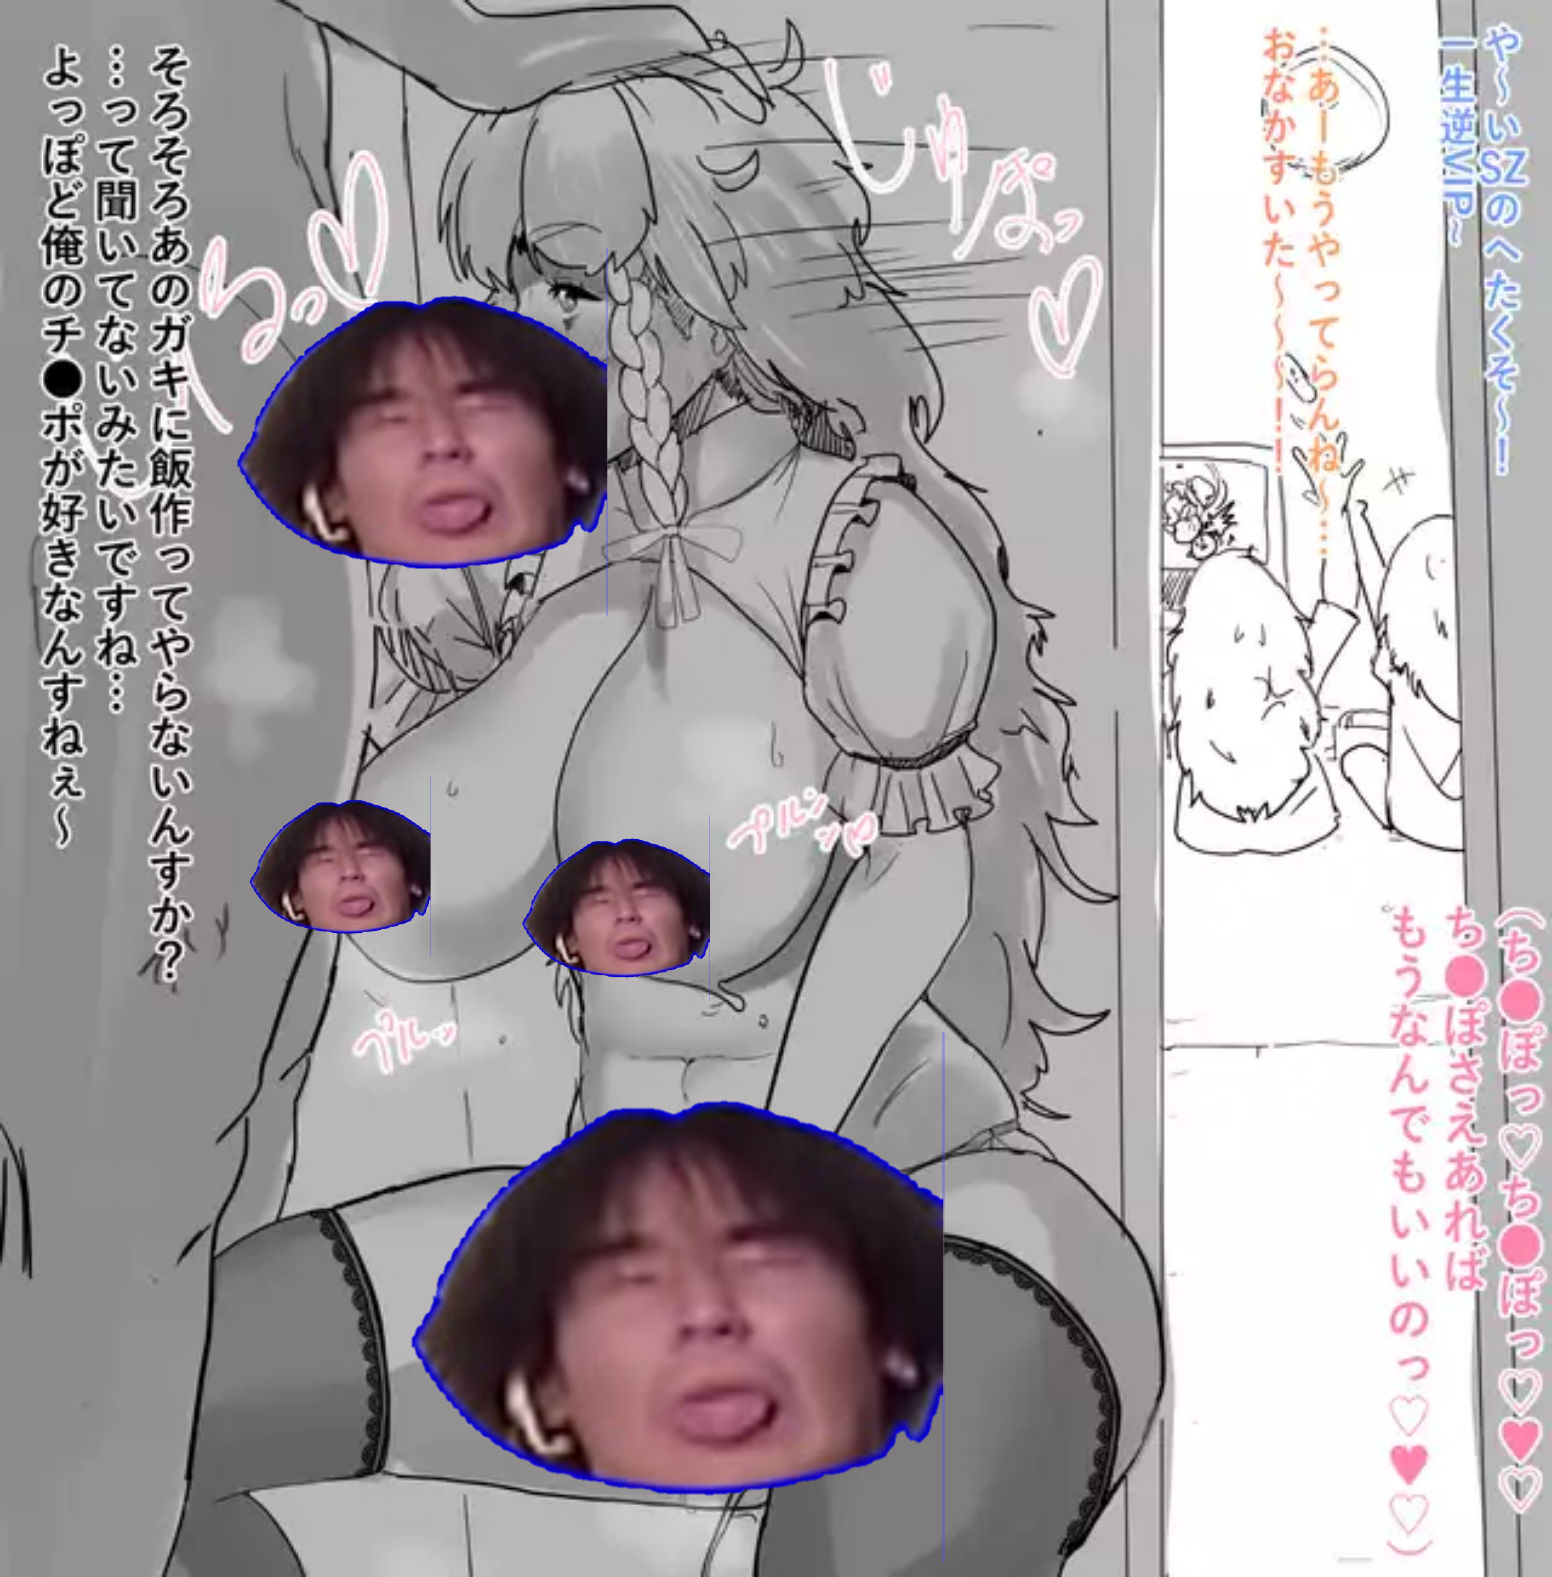 や～いSZのへたくそ～！
一生逆VIP～
…あーもうやってらんね～……
おなかすいた～～～！！
じゅぽっ♡
るっ♡
そろそろあのガキに飯作ってやらないんすか？
…って聞いてないみたいですね…
よっぽど俺のチ●ポが好きなんすねぇ～
プルン
プルン
(ち●ぽっ♡ち●ぽっ♡♥♡
ち●ぽさえあれば
もうなんでもいいのっ♡♥♡)